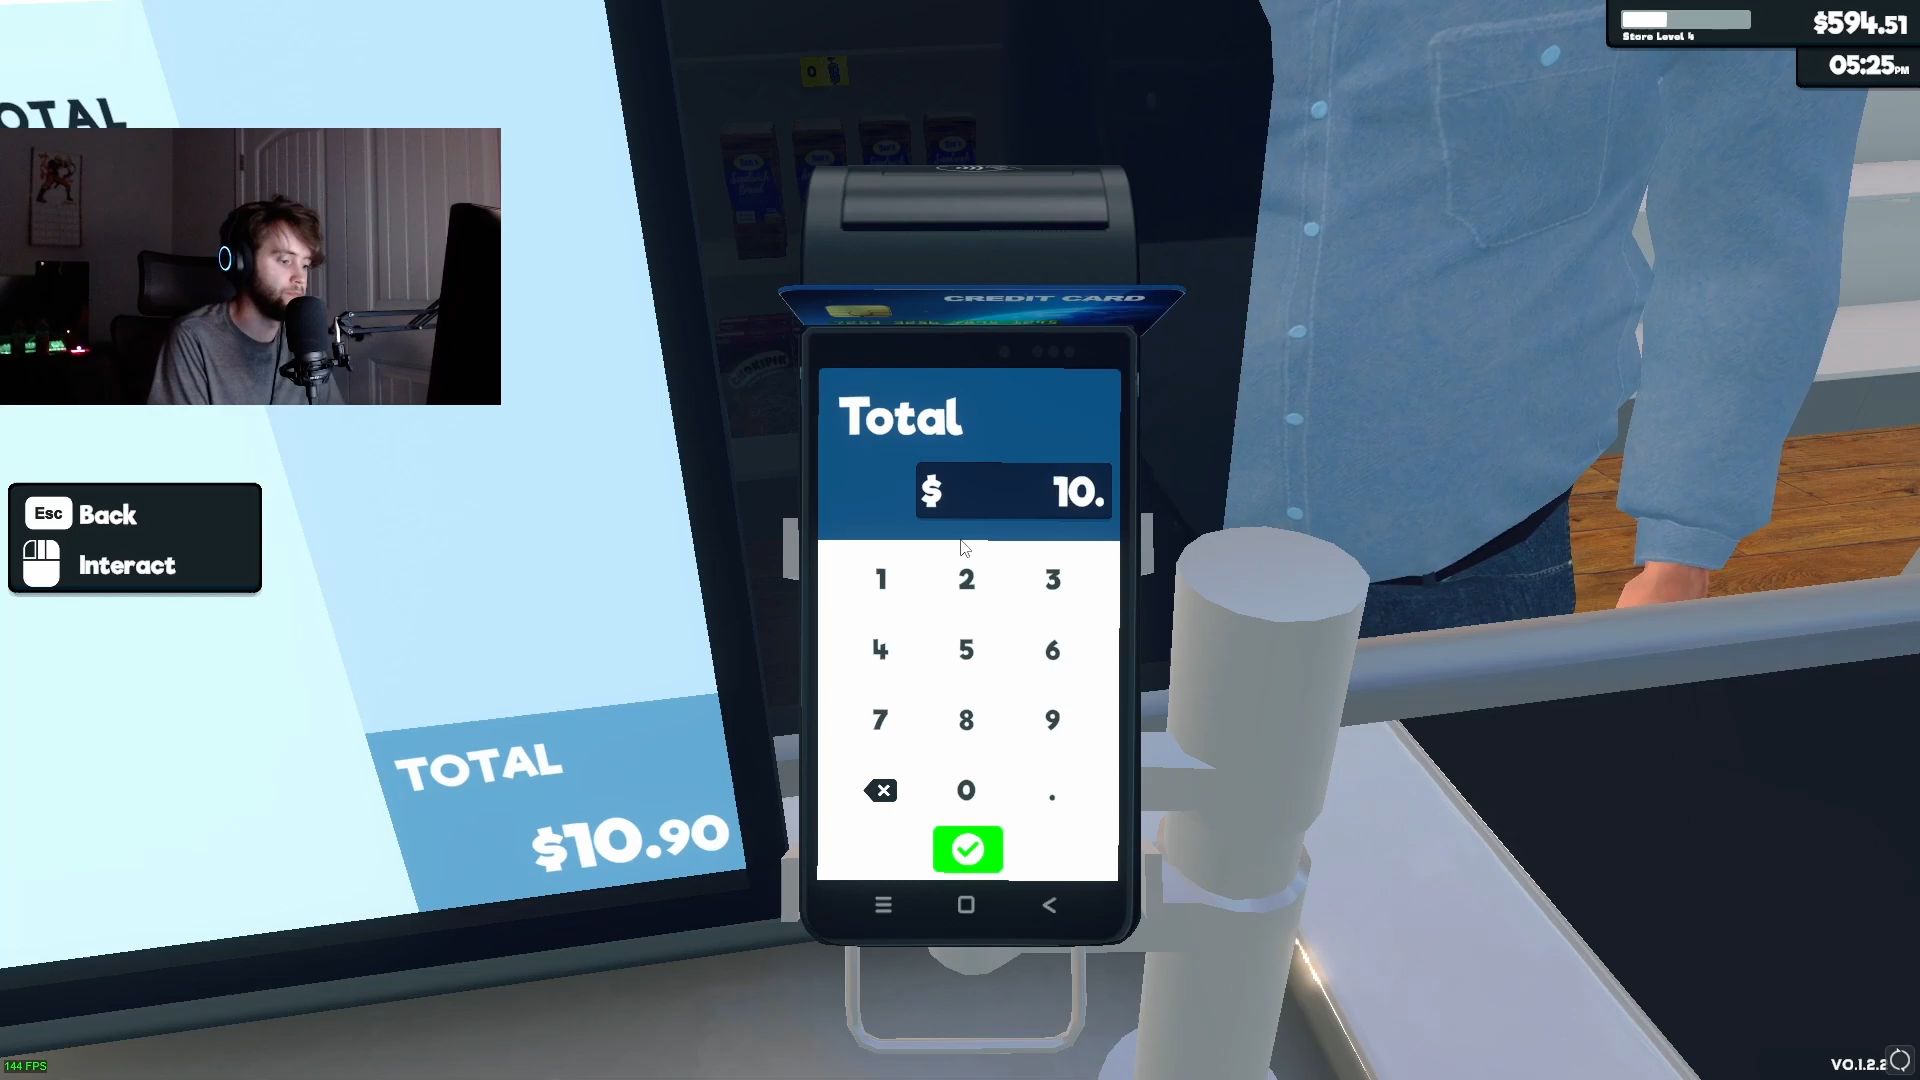 $594.51
Store Level 4
05:25PM
OTAL
0
CREDIT CARD
Total
$ 10.
1 2 3
4 5 6
7 8 9
0 .
Esc Back
Interact
TOTAL
$10.90
144 FPS
V0.1.2.2